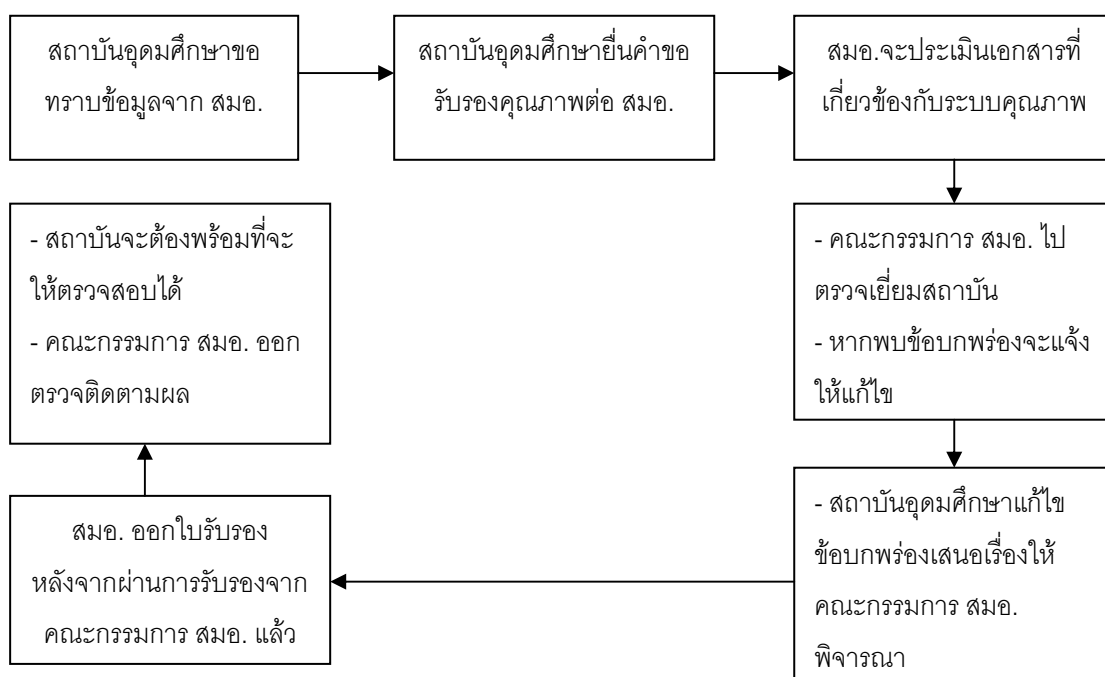 สถาบันอุดมศึกษาขอ
ทราบข้อมูลจาก สมอ.
สถาบันอุดมศึกษายื่นคำขอ
รับรองคุณภาพต่อ สมอ.
สมอ.จะประเมินเอกสารที่
เกี่ยวข้องกับระบบคุณภาพ
- คณะกรรมการ สมอ. ไป
ตรวจเยี่ยมสถาบัน
- หากพบข้อบกพร่องจะแจ้ง
ให้แก้ไข
- สถาบันอุดมศึกษาแก้ไข
ข้อบกพร่องเสนอเรื่องให้
คณะกรรมการ สมอ.
พิจารณา
สมอ. ออกใบรับรอง
หลังจากผ่านการรับรองจาก
คณะกรรมการ สมอ. แล้ว
- สถาบันจะต้องพร้อมที่จะ
ให้ตรวจสอบได้
- คณะกรรมการ สมอ. ออก
ตรวจติดตามผล